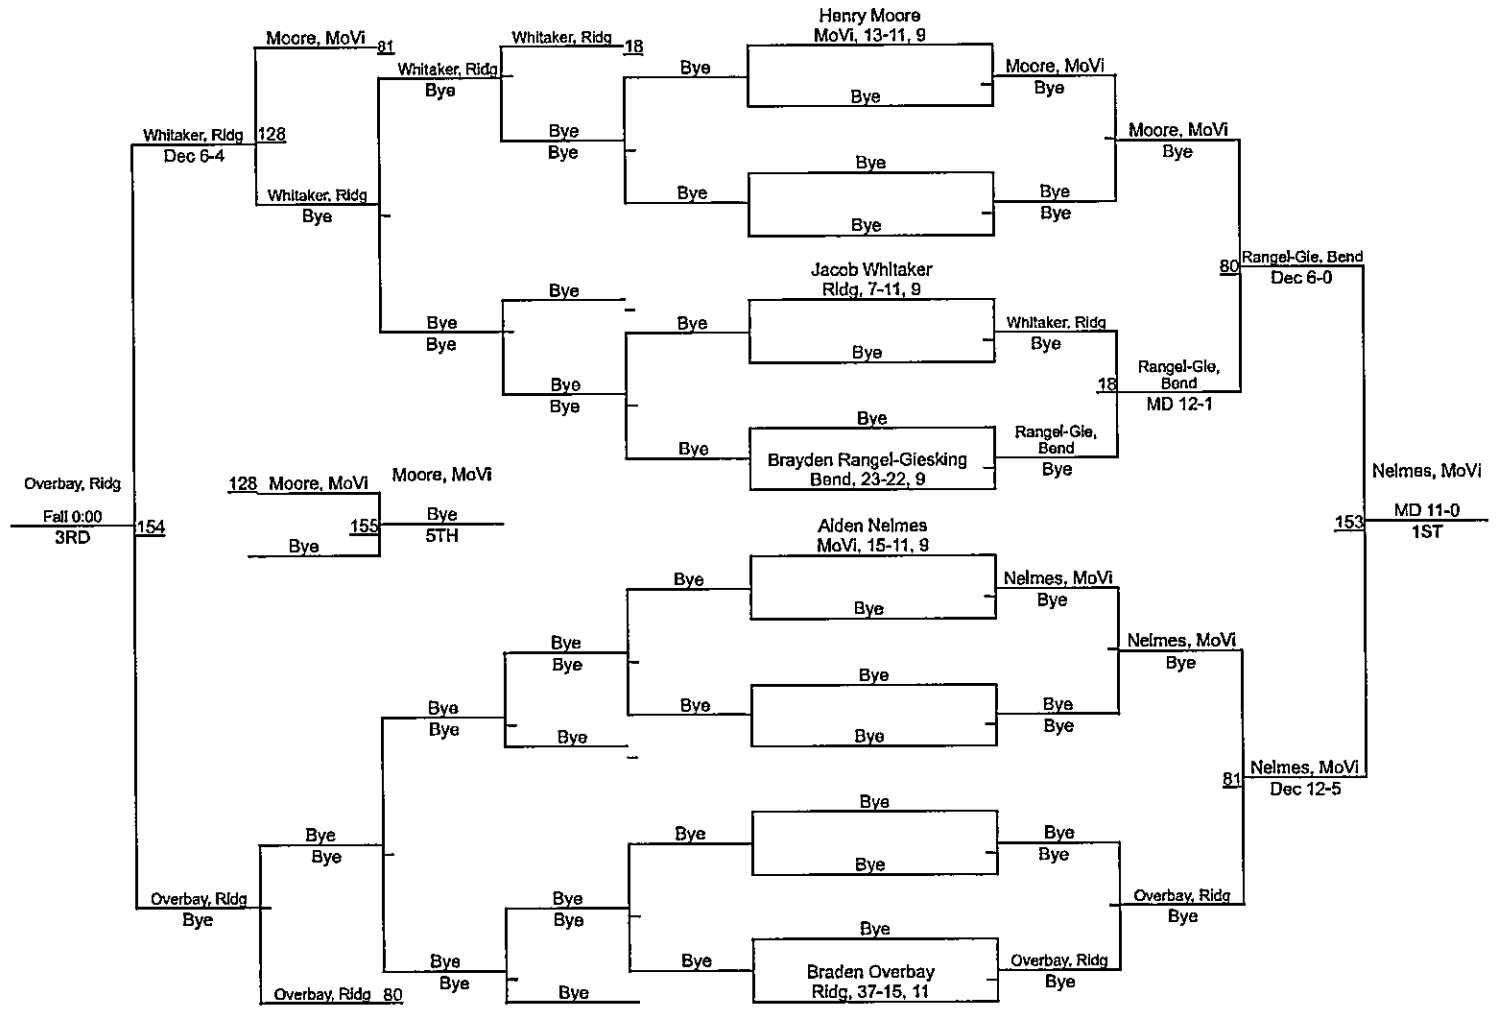 Henry Moore
MoVi, 13-11, 9
Moore, MoVi 81
Whitaker, Ridg 18
Whitaker, Ridg
Bye
Bye
Bye
Moore, MoVi
Bye
Whitaker, Ridg 128
Dec 6-4
Bye
Bye
Moore, MoVi
Bye
Bye
Whitaker, Ridg
Bye
Bye
Bye
Bye
Bye
Jacob Whitaker
Ridg, 7-11, 9
80 Rangel-Gie, Bend
Dec 6-0
Bye
Bye
Bye
Bye
Bye
Whitaker, Ridg
Bye
Bye
Bye
18
Rangel-Gie,
Bend
MD 12-1
Bye
Bye
Brayden Rangel-Giesking
Bend, 23-22, 9
Rangel-Gie,
Bend
Bye
Overbay, Ridg
Fall 0:00
3RD
154
128 Moore, MoVi
Bye
155
Moore, MoVi
Bye
5TH
Nelmes, MoVi
153
MD 11-0
1ST
Aiden Nelmes
MoVi, 15-11, 9
Bye
Bye
Nelmes, MoVi
Bye
Bye
Bye
Nelmes, MoVi
Bye
Bye
Bye
Bye
Bye
Bye
Bye
Bye
Bye
81 Nelmes, MoVi
Dec 12-5
Bye
Bye
Bye
Bye
Bye
Bye
Bye
Overbay, Ridg
Bye
Bye
Bye
Overbay, Ridg
Bye
Bye
Bye
Bye
Bye
Braden Overbay
Ridg, 37-15, 11
Overbay, Ridg
Bye
Overbay, Ridg 80
Bye